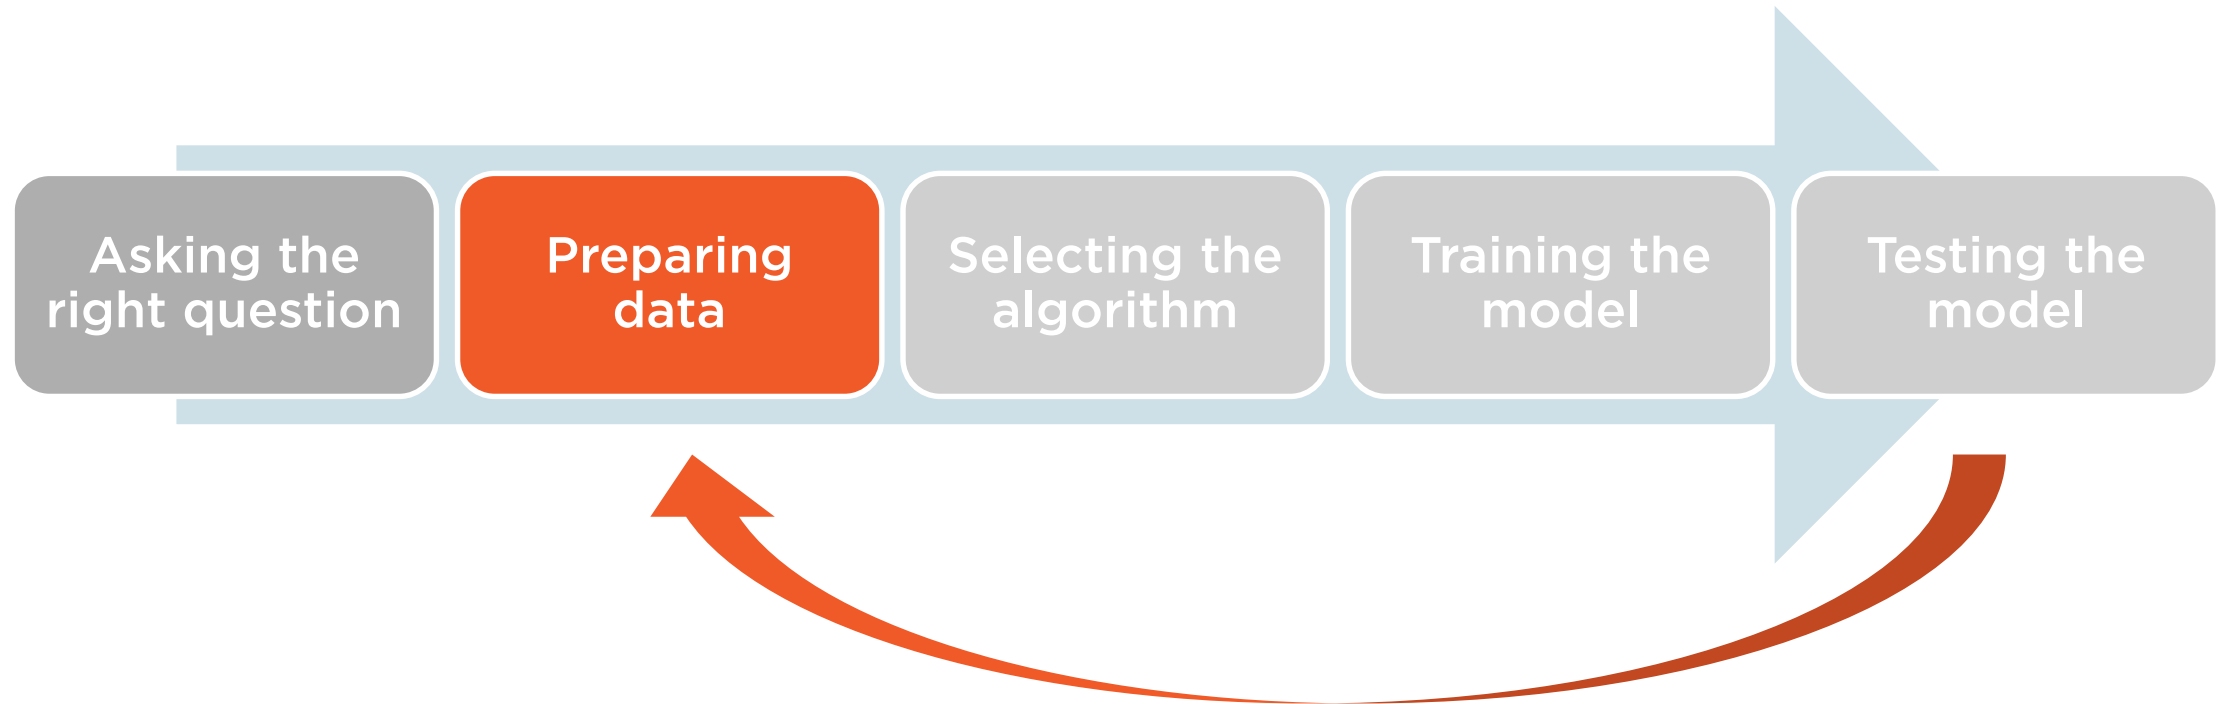 Asking the
right question
Preparing
data
Selecting the
algorithm
Training the
model
Testing the
model